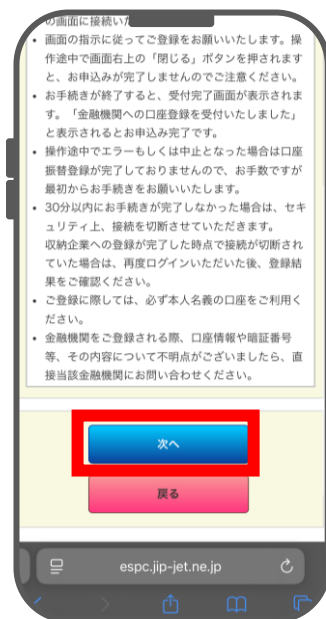 の画面に接続い
• 画面の指示に従ってご登録をお願いいたします。操
作途中で画面右上の「閉じる」ボタンを押されます
と、お申込みが完了しませんのでご注意ください。
• お手続きが終了すると、受付完了画面が表示されま
す。「金融機関への口座登録を受付いたしました」
と表示されるとお申込み完了です。
• 操作途中でエラーもしくは中止となった場合は口座
振替登録が完了しておりませんので、お手数ですが
最初からお手続きをお願いいたします。
• 30分以内にお手続きが完了しなかった場合は、セキ
ュリティ上、接続を切断させていただきます。
収納企業への登録が完了した時点で接続が切断され
ていた場合は、再度ログインいただいた後、登録結
果をご確認ください。
• ご登録に際しては、必ず本人名義の口座をご利用く
ださい。
• 金融機関をご登録される際、口座情報や暗証番号
等、その内容について不明点がございましたら、直
接当該金融機関にお問い合わせください。
次へ
戻る
espc.jip-jet.ne.jp